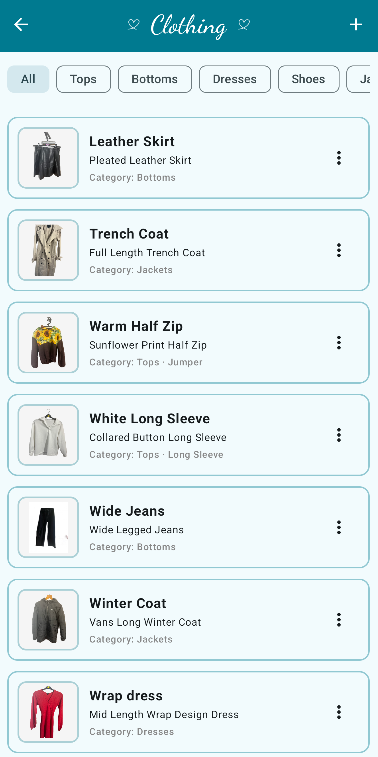 Clothing
All
Tops
Bottoms
Dresses
Shoes
Leather Skirt
Pleated Leather Skirt
Category: Bottoms
Trench Coat
Full Length Trench Coat
Category: Jackets
Warm Half Zip
Sunflower Print Half Zip
Category: Tops · Jumper
White Long Sleeve
Collared Button Long Sleeve
Category: Tops · Long Sleeve
Wide Jeans
Wide Legged Jeans
Category: Bottoms
Winter Coat
Vans Long Winter Coat
Category: Jackets
Wrap dress
Mid Length Wrap Design Dress
Category: Dresses